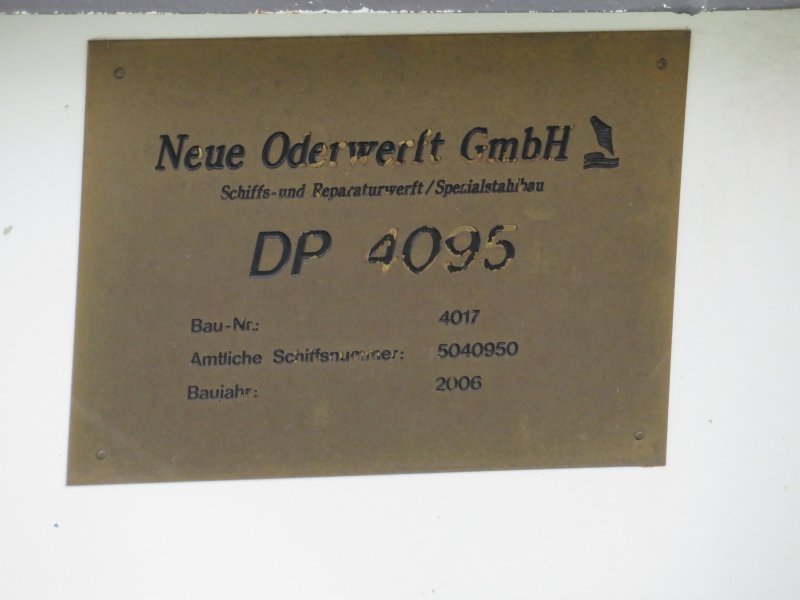 Neue Oderwerft GmbH
Schiffs-und Reparaturwerft/Spezialstahlbau
DP 4095
Bau-Nr.: 4017
Amtliche Schiffsnummer: 5040950
Baujahr: 2006